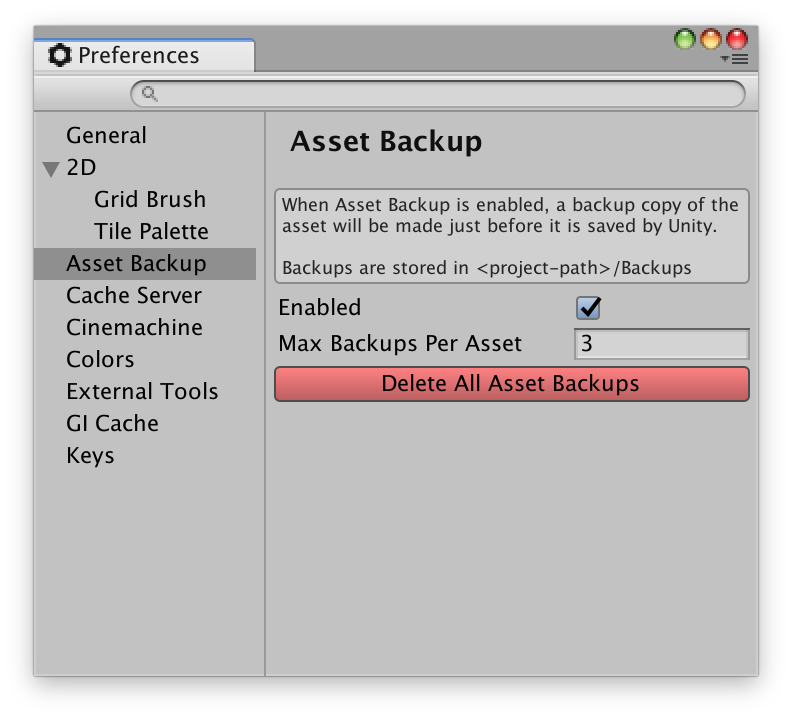 Preferences
General
2D
Grid Brush
Tile Palette
Asset Backup
Cache Server
Cinemachine
Colors
External Tools
GI Cache
Keys
Asset Backup
When Asset Backup is enabled, a backup copy of the
asset will be made just before it is saved by Unity.
Backups are stored in <project-path>/Backups
Enabled
Max Backups Per Asset 3
Delete All Asset Backups